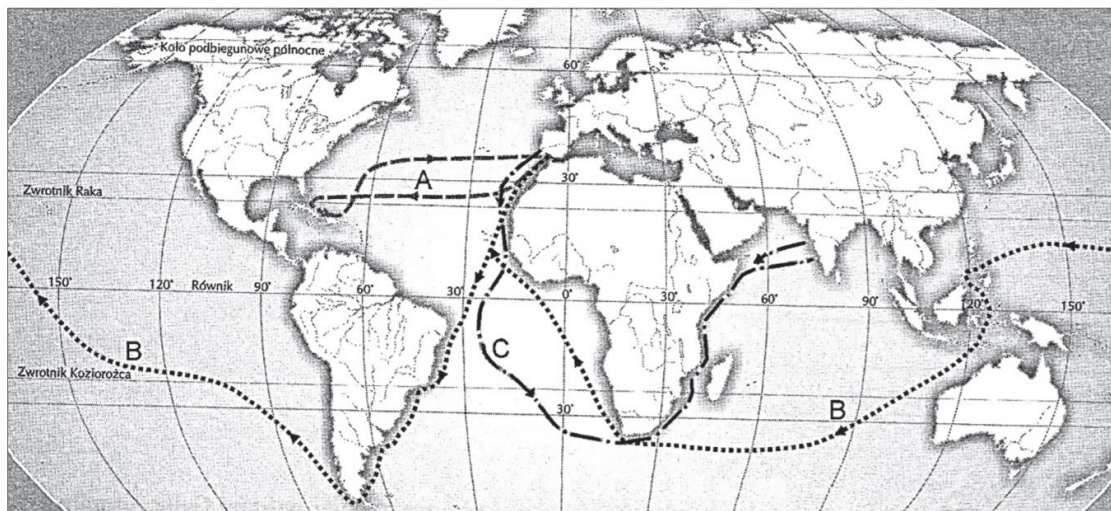 Koło podbiegunowe północne
60°
A
30°
Zwrotnik Raka
150°
120°
Równik
90°
60°
30°
0°
30°
60°
90°
120°
150°
B
C
Zwrotnik Koziorożca
30°
B